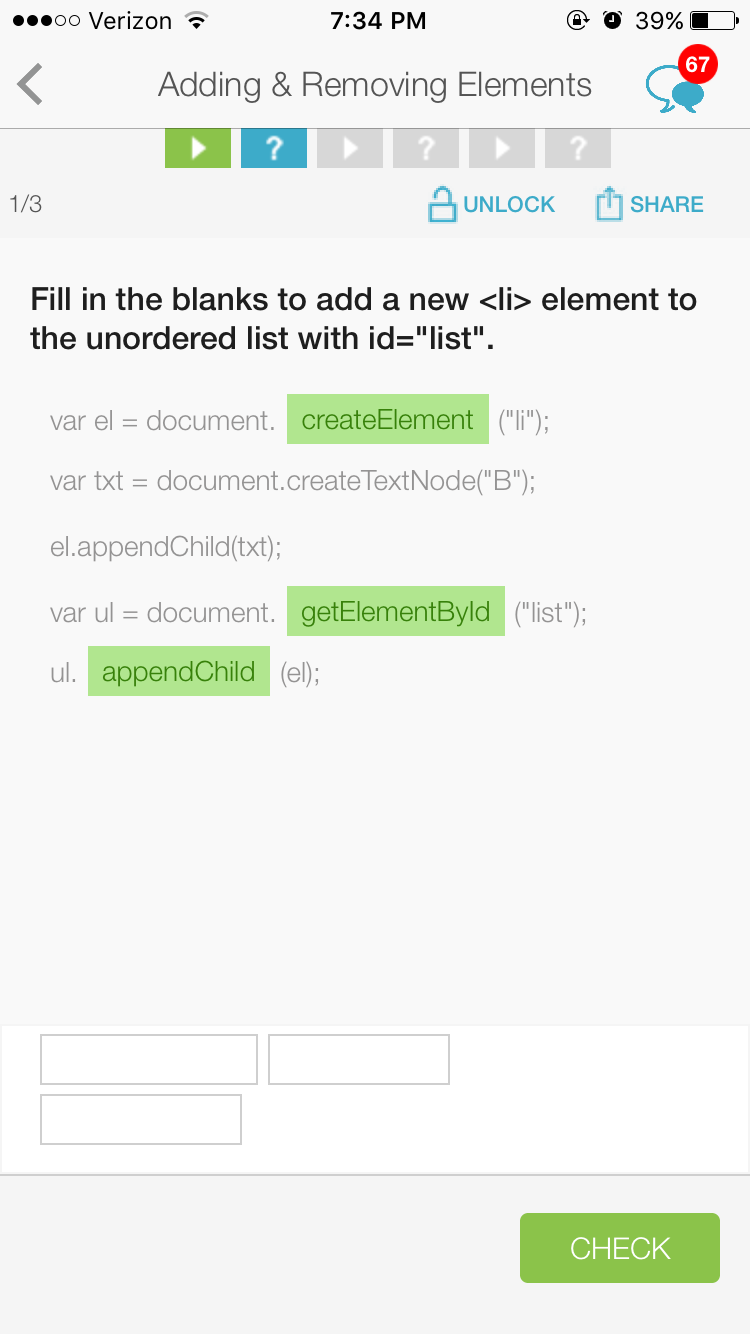 Verizon 7:34 PM 39%
Adding & Removing Elements 67
? ? ?
1/3 UNLOCK SHARE
Fill in the blanks to add a new <li> element to
the unordered list with id="list".
var el = document. createElement ("li");
var txt = document.createTextNode("B");
el.appendChild(txt);
var ul = document. getElementById ("list");
ul. appendChild (el);
CHECK